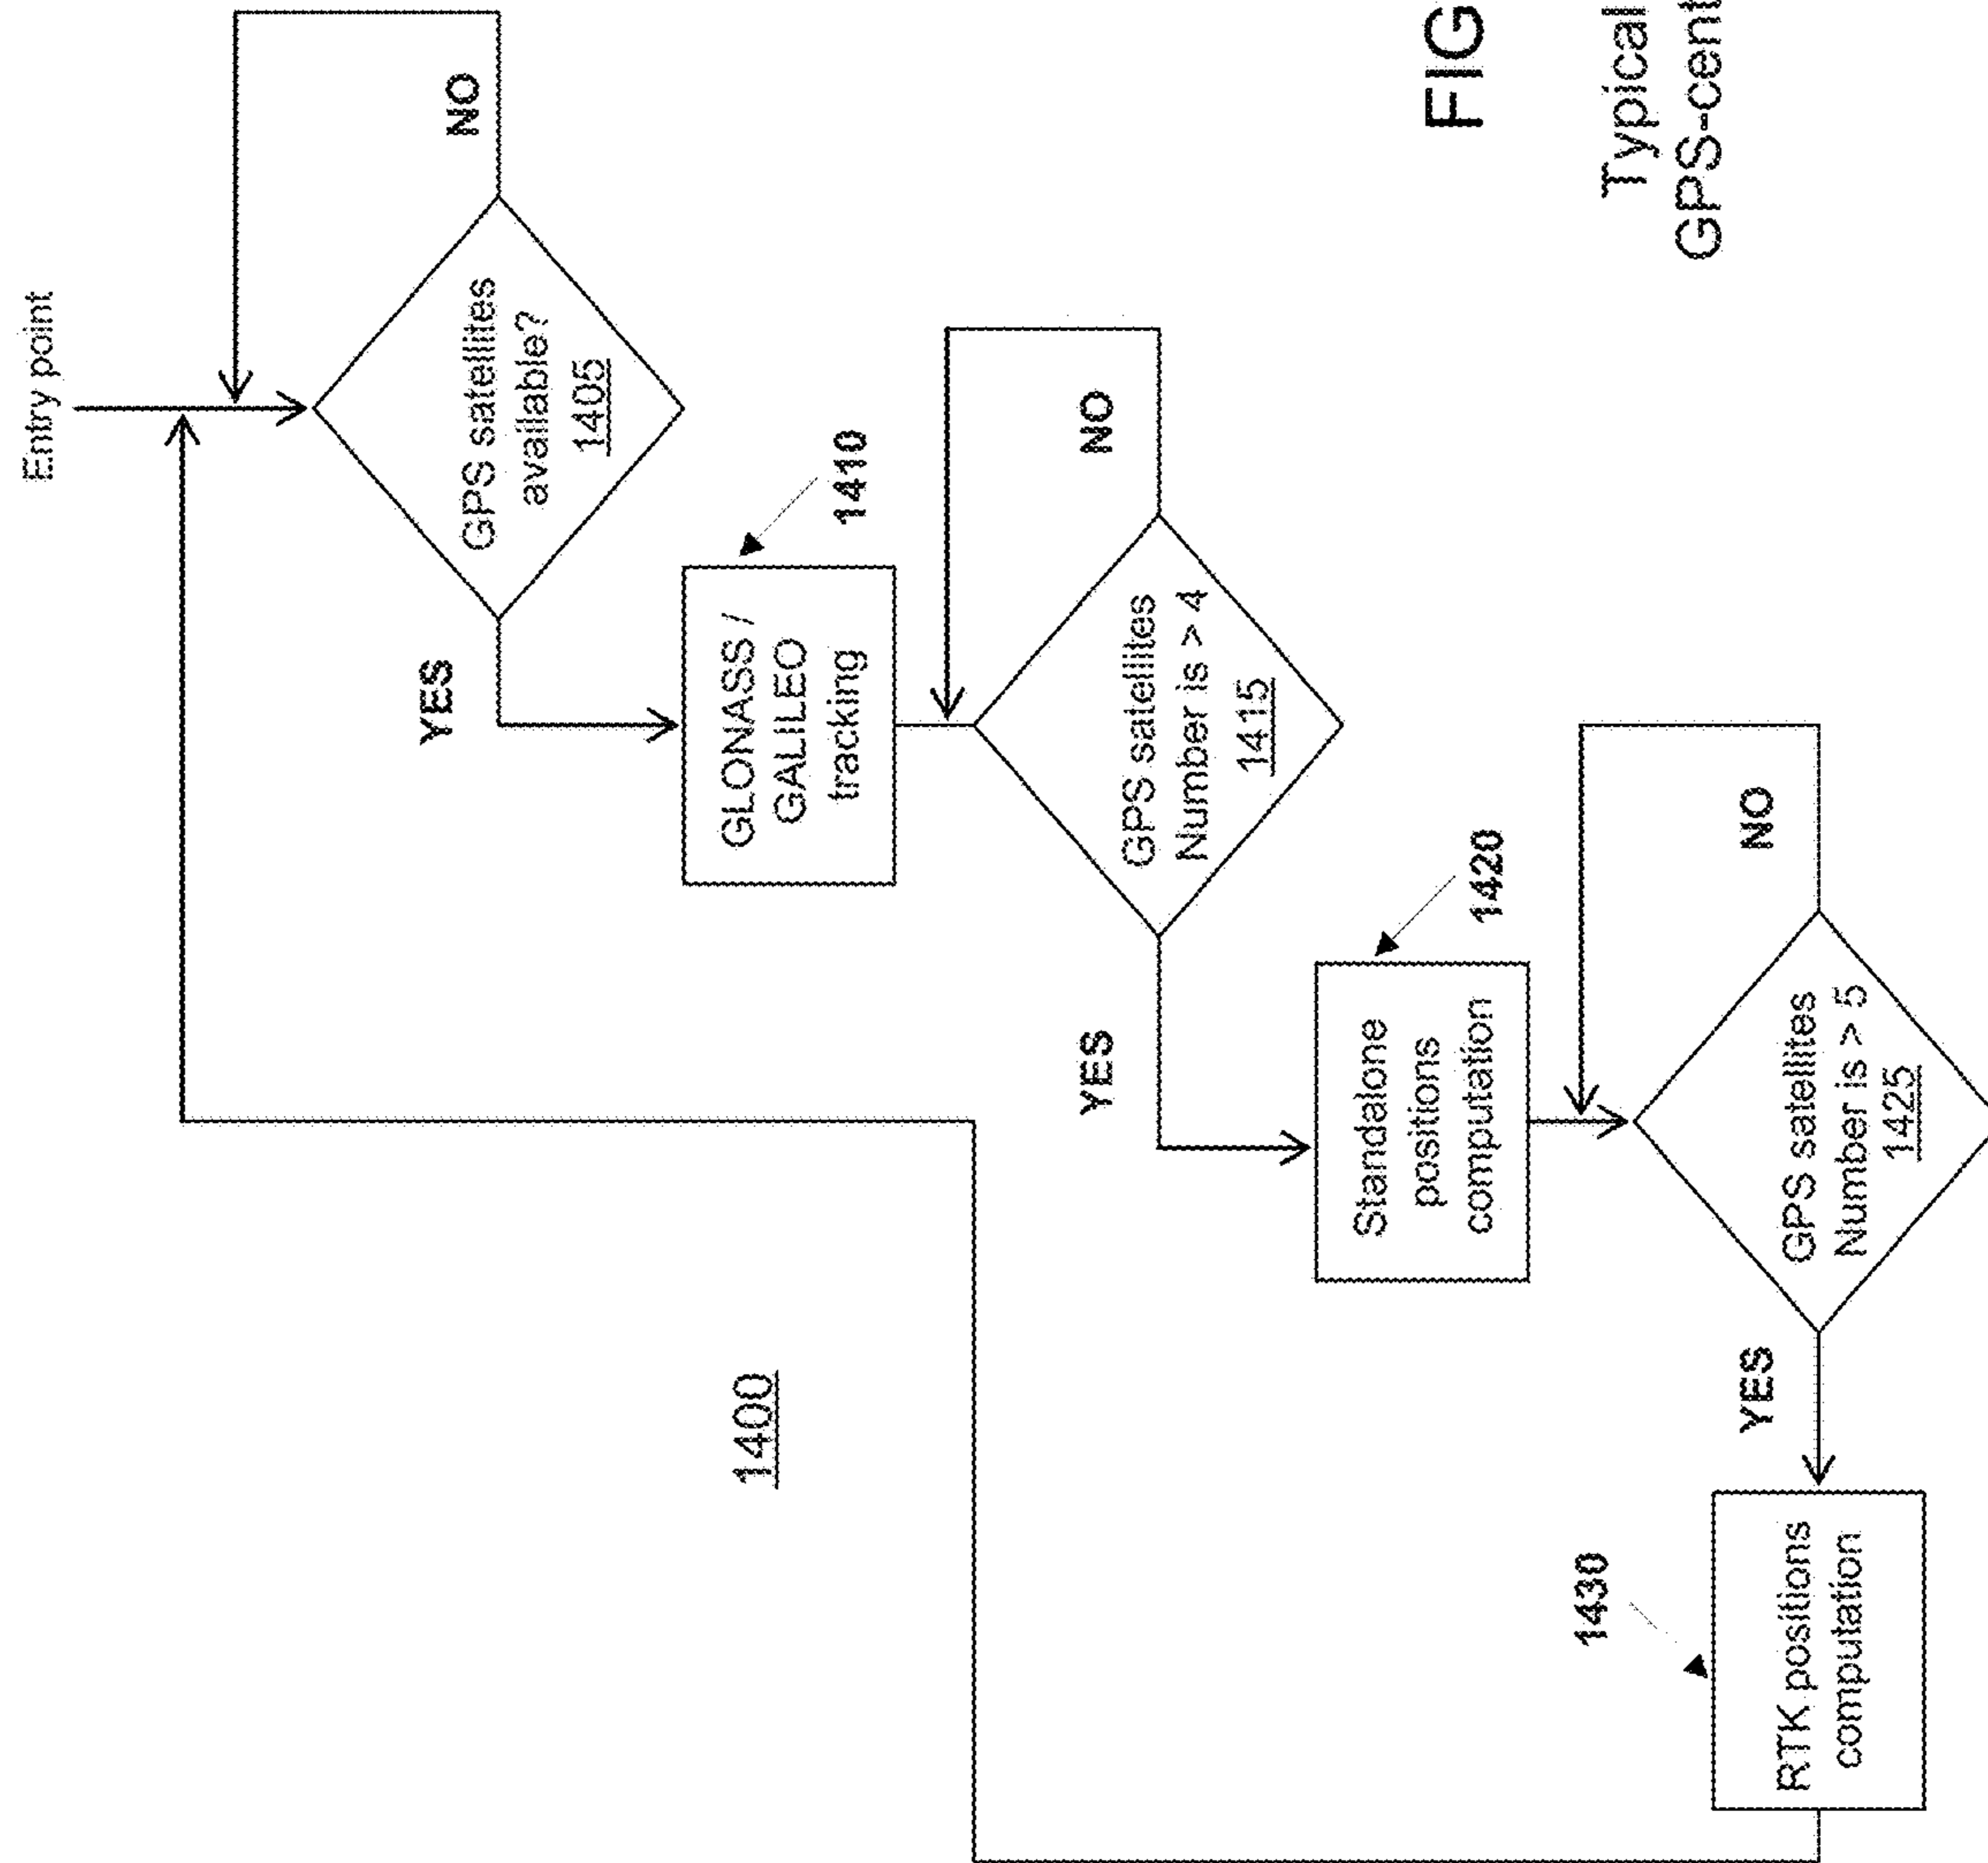 Entry point
GPS satellites
available?
1405
NO
YES
GLONASS /
GALILEO
tracking
1410
GPS satellites
Number is > 4
1415
NO
YES
Standalone
positions
computation
1420
GPS satellites
Number is > 5
1425
NO
YES
RTK positions
computation
1430
1400
FIG
Typical
GPS-cent